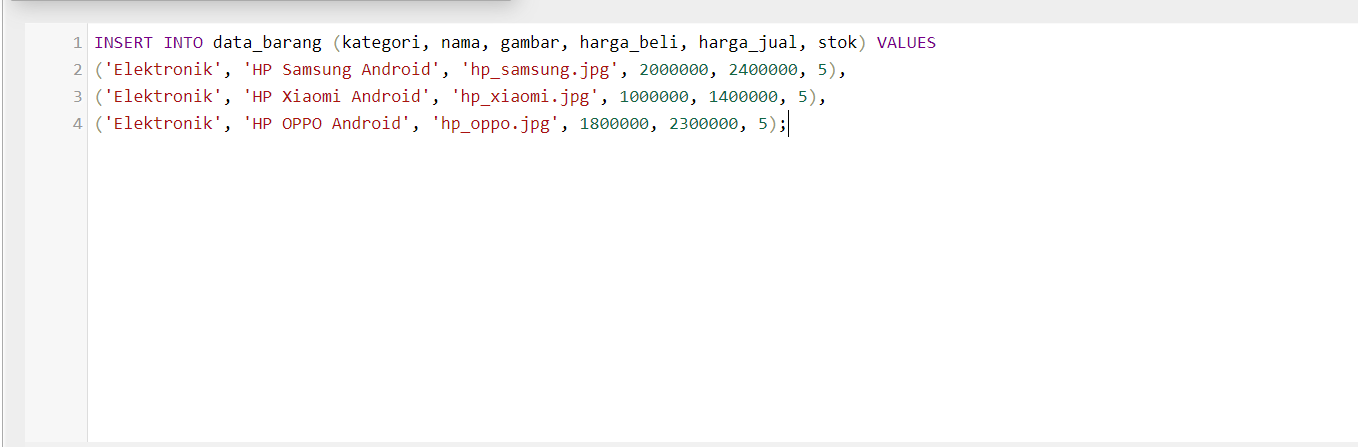 1 INSERT INTO data_barang (kategori, nama, gambar, harga_beli, harga_jual, stok) VALUES
2 ('Elektronik', 'HP Samsung Android', 'hp_samsung.jpg', 2000000, 2400000, 5),
3 ('Elektronik', 'HP Xiaomi Android', 'hp_xiaomi.jpg', 1000000, 1400000, 5),
4 ('Elektronik', 'HP OPPO Android', 'hp_oppo.jpg', 1800000, 2300000, 5);